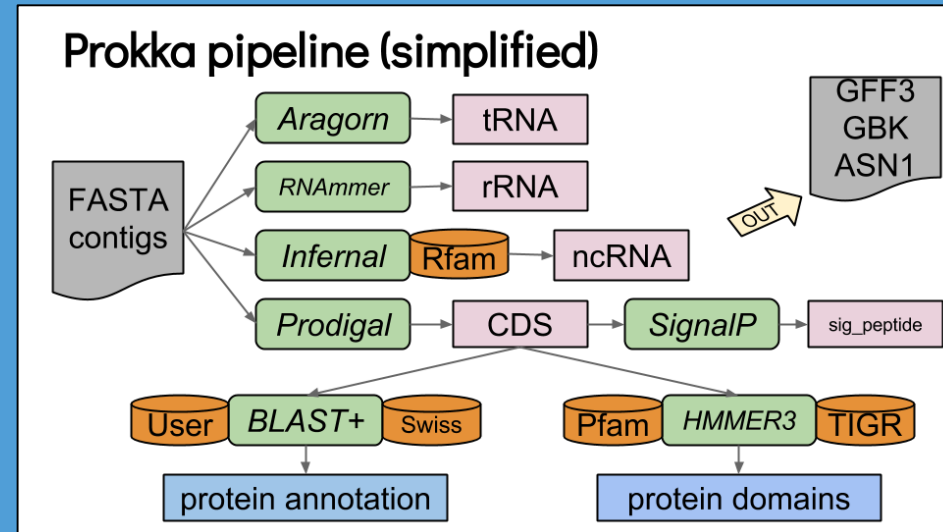 Prokka pipeline (simplified)
GFF3
GBK
ASN1
OUT
FASTA
contigs
Aragorn
tRNA
RNAmmer
rRNA
Infernal
Rfam
ncRNA
Prodigal
CDS
SignalP
sig_peptide
User
BLAST+
Swiss
Pfam
HMMER3
TIGR
protein annotation
protein domains